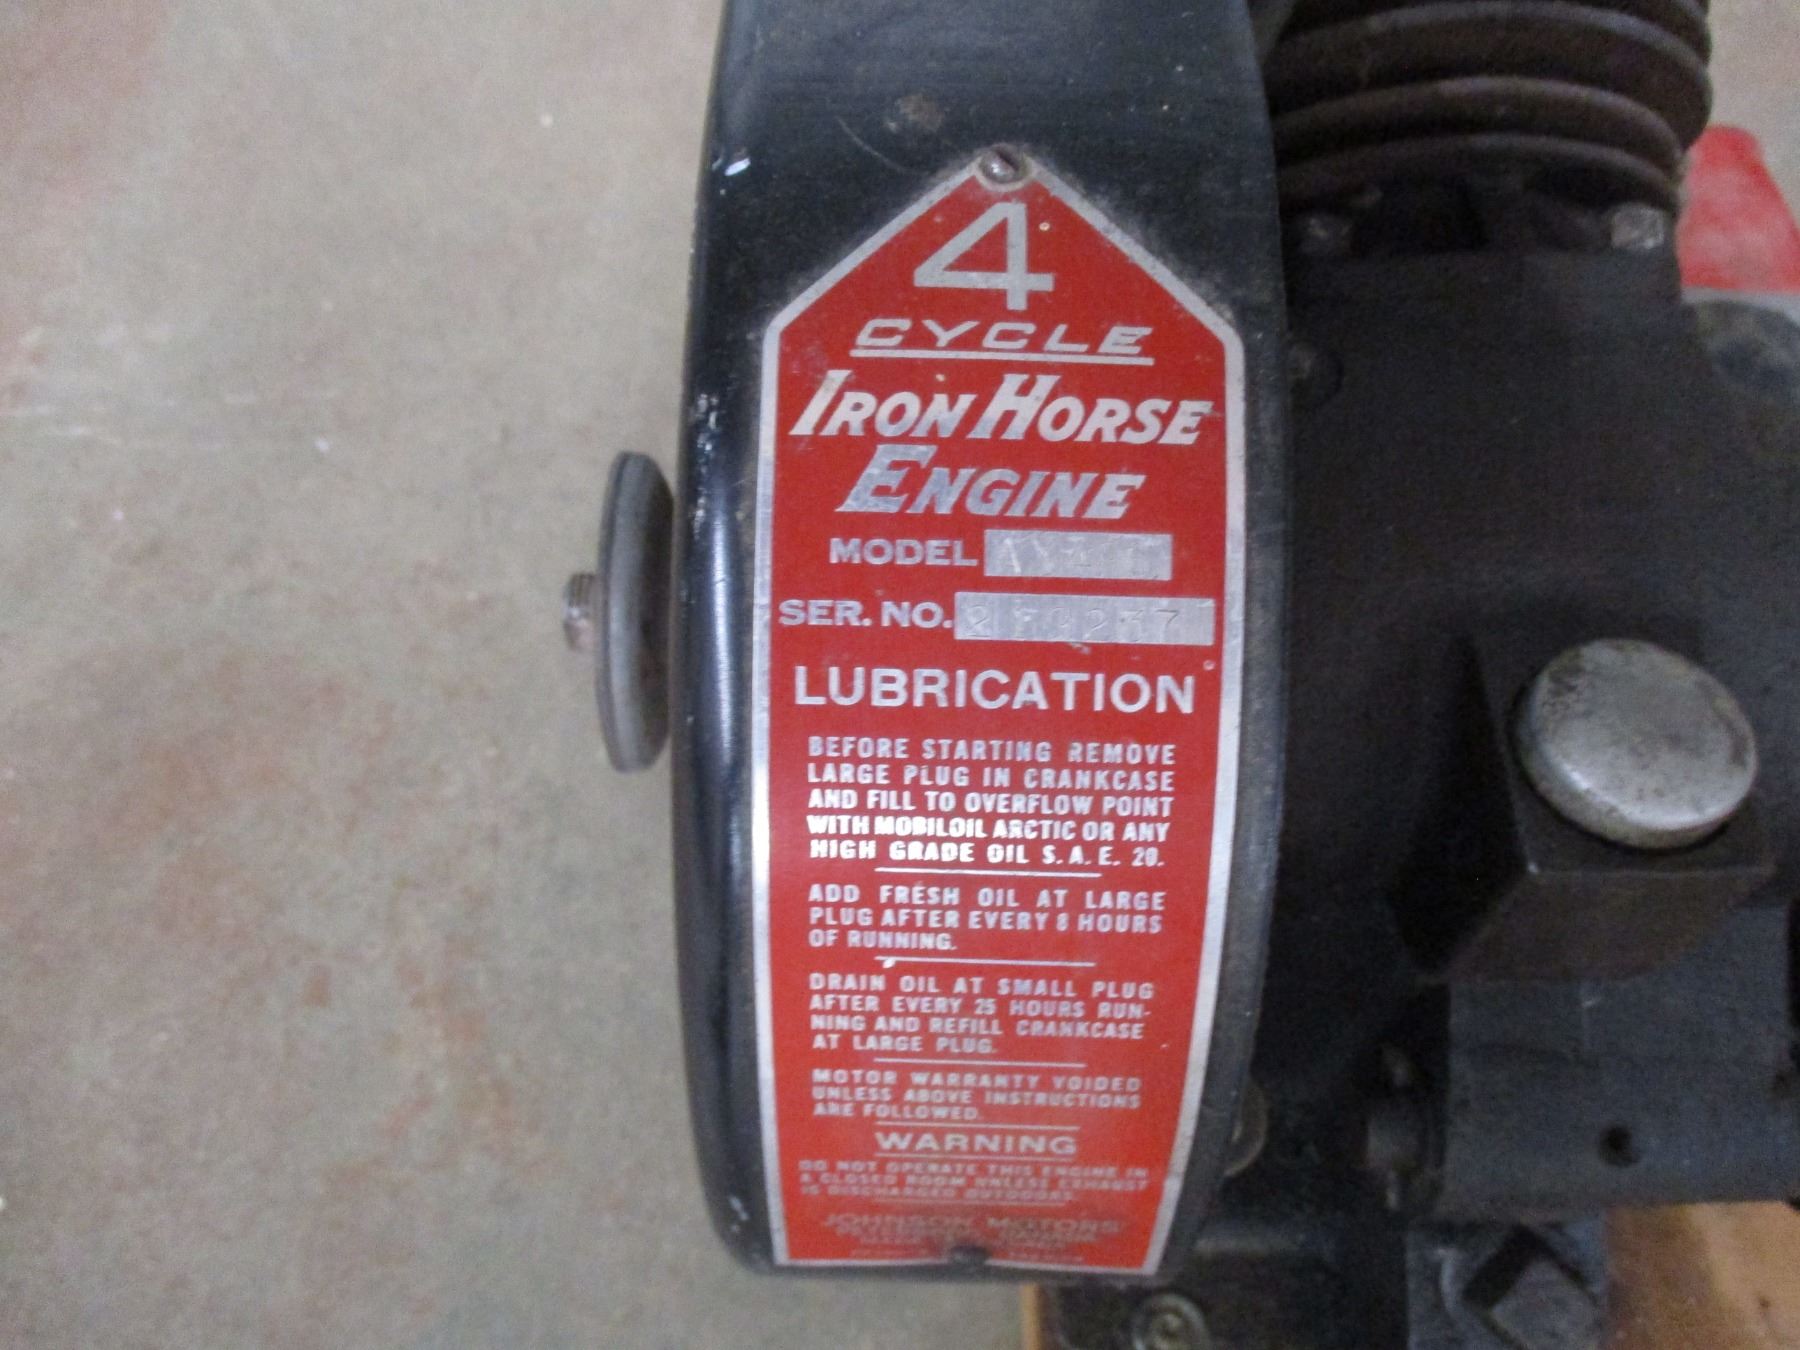 4
CYCLE
IRON HORSE
ENGINE
MODEL
SER. NO.
LUBRICATION
BEFORE STARTING REMOVE
LARGE PLUG IN CRANKCASE
AND FILL TO OVERFLOW POINT
WITH MOBILOIL ARCTIC OR ANY
HIGH GRADE OIL S.A.E. 20.
ADD FRESH OIL AT LARGE
PLUG AFTER EVERY 8 HOURS
OF RUNNING.
DRAIN OIL AT SMALL PLUG
AFTER EVERY 25 HOURS RUN-
NING AND REFILL CRANKCASE
AT LARGE PLUG.
MOTOR WARRANTY VOIDED
UNLESS ABOVE INSTRUCTIONS
ARE FOLLOWED.
WARNING
DO NOT OPERATE THIS ENGINE IN
A CLOSED ROOM UNLESS EXHAUST
IS DISCHARGED OUTDOORS.
JOHNSON MOTORS